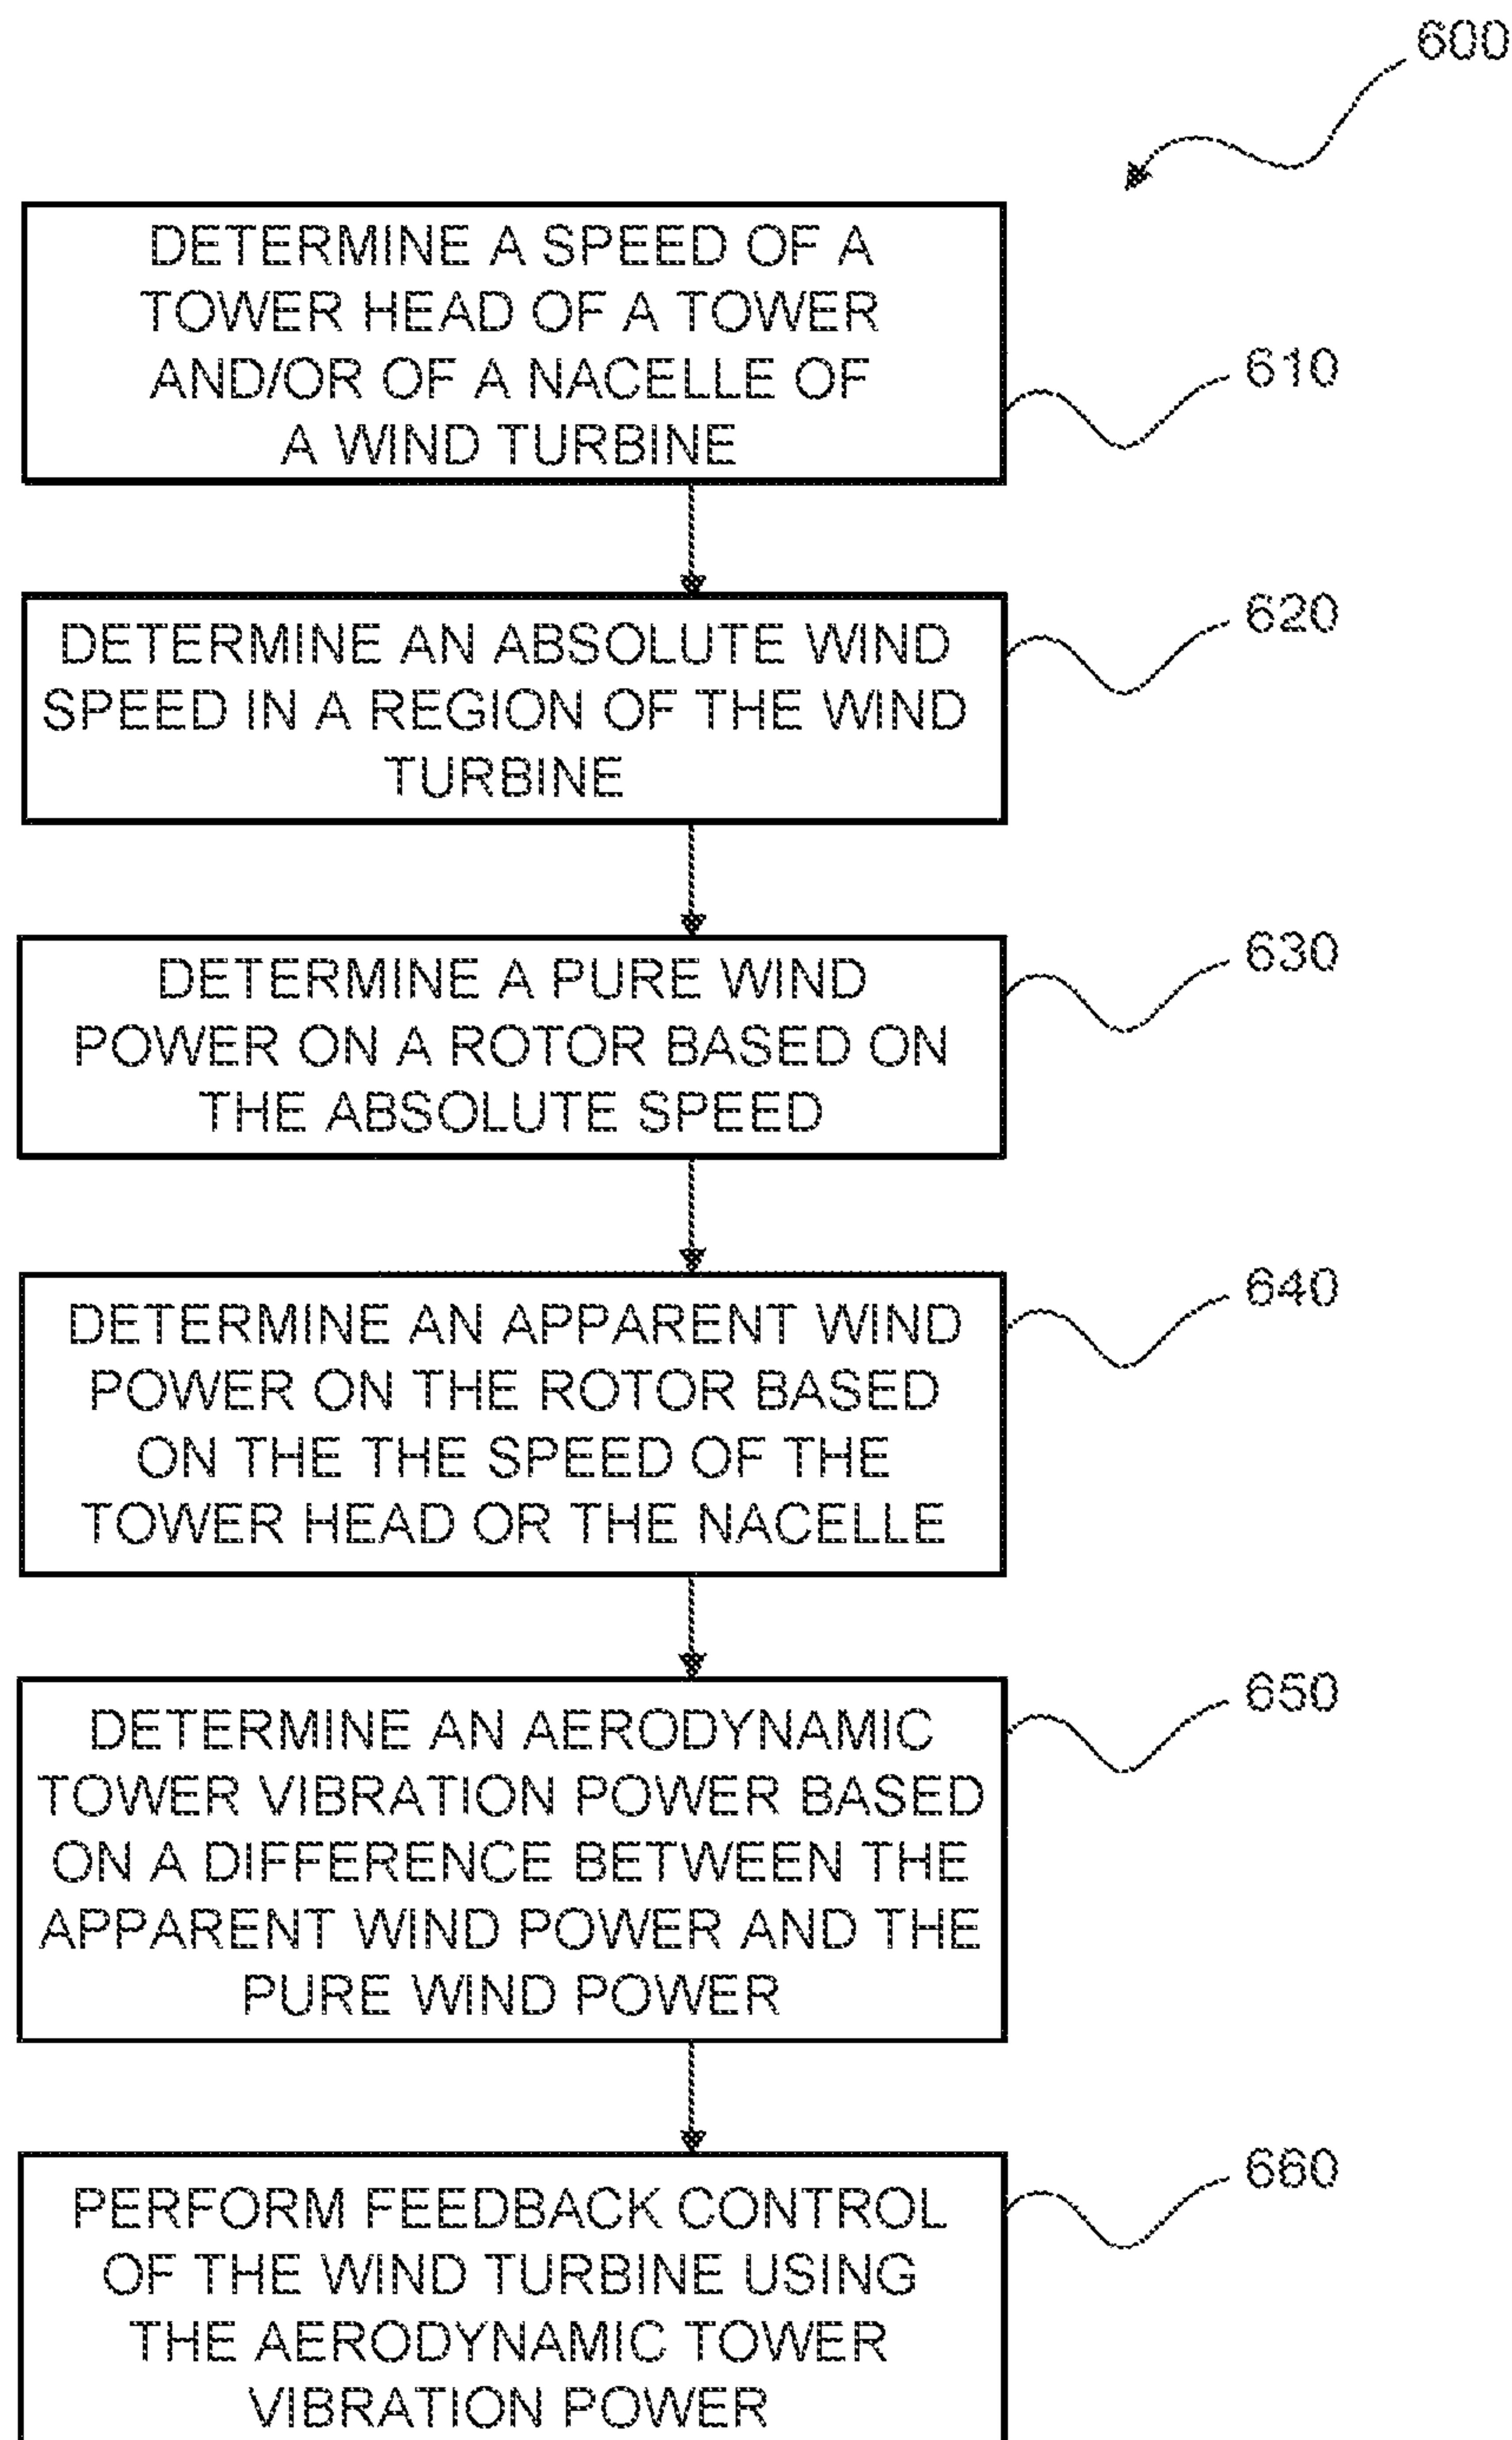 600
DETERMINE A SPEED OF A
TOWER HEAD OF A TOWER
AND/OR OF A NACELLE OF
A WIND TURBINE
610
DETERMINE AN ABSOLUTE WIND
SPEED IN A REGION OF THE WIND
TURBINE
620
DETERMINE A PURE WIND
POWER ON A ROTOR BASED ON
THE ABSOLUTE SPEED
630
DETERMINE AN APPARENT WIND
POWER ON THE ROTOR BASED
ON THE THE SPEED OF THE
TOWER HEAD OR THE NACELLE
640
DETERMINE AN AERODYNAMIC
TOWER VIBRATION POWER BASED
ON A DIFFERENCE BETWEEN THE
APPARENT WIND POWER AND THE
PURE WIND POWER
650
PERFORM FEEDBACK CONTROL
OF THE WIND TURBINE USING
THE AERODYNAMIC TOWER
VIBRATION POWER
660